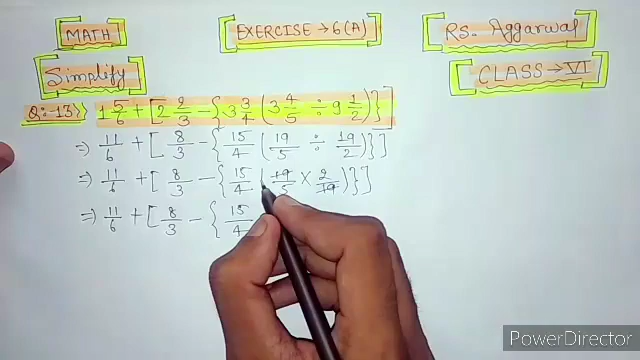 MATH
EXERCISE → 6(A)
RS. Aggarwal
Simplify
CLASS → VI
Q:-13) 1 5/6 + [2 2/3 - {3 3/4 (3 4/5 ÷ 9 1/2)}]
⇒ 11/6 + [8/3 - {15/4 (19/5 ÷ 19/2)}]
⇒ 11/6 + [8/3 - {15/4 (19/5 × 2/19)}]
⇒ 11/6 + [8/3 - {15/4
PowerDirector